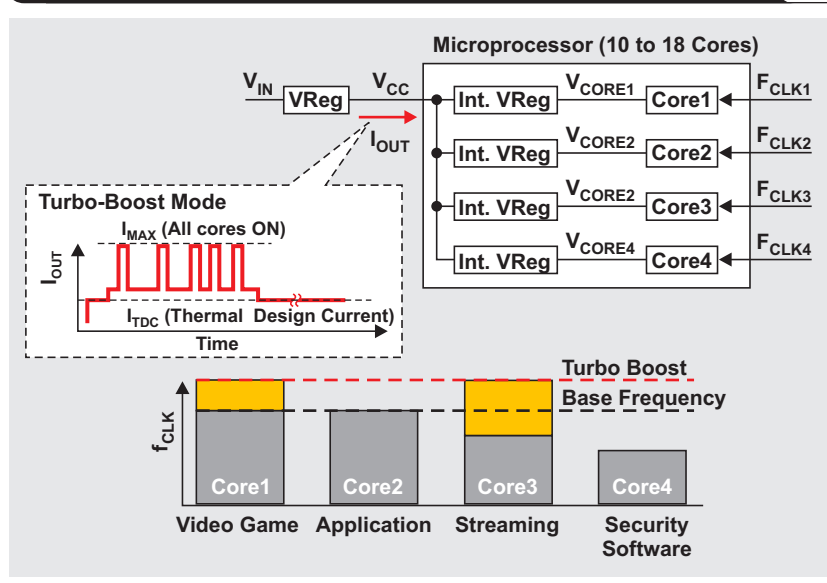 Microprocessor (10 to 18 Cores)
VIN
VReg
VCC
IOUT
Int. VReg
VCORE1
Core1
FCLK1
Int. VReg
VCORE2
Core2
FCLK2
Int. VReg
VCORE2
Core3
FCLK3
Int. VReg
VCORE4
Core4
FCLK4
Turbo-Boost Mode
IMAX (All cores ON)
IOUT
ITDC (Thermal Design Current)
Time
Turbo Boost
Base Frequency
fCLK
Core1
Core2
Core3
Core4
Video Game
Application
Streaming
Security
Software